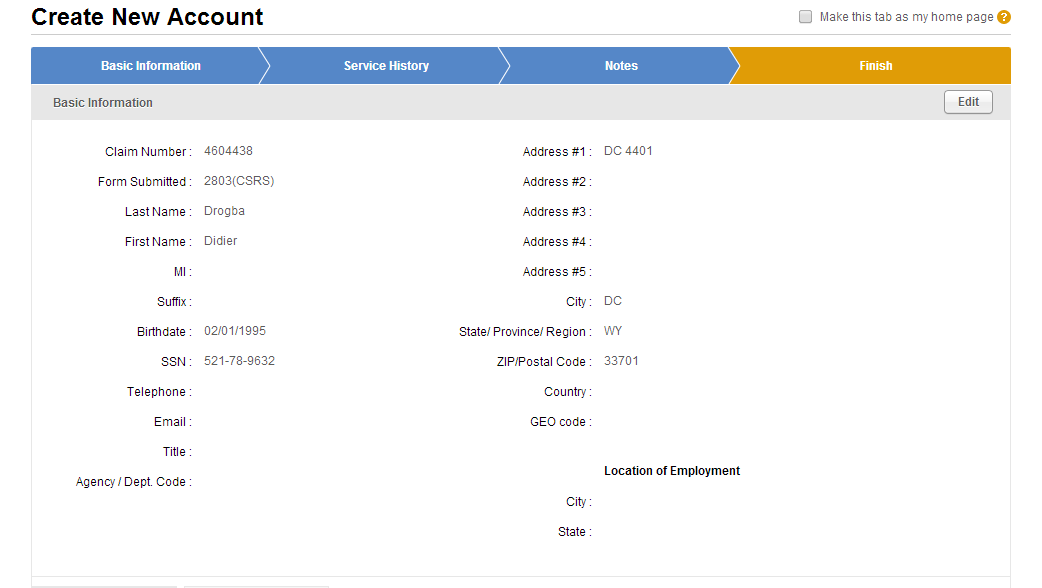 Create New Account
Make this tab as my home page ?
Basic Information
Service History
Notes
Finish
Basic Information
Edit
Claim Number : 4604438
Form Submitted : 2803(CSRS)
Last Name : Drogba
First Name : Didier
MI :
Suffix :
Birthdate : 02/01/1995
SSN : 521-78-9632
Telephone :
Email :
Title :
Agency / Dept. Code :
Address #1 : DC 4401
Address #2 :
Address #3 :
Address #4 :
Address #5 :
City : DC
State/ Province/ Region : WY
ZIP/Postal Code : 33701
Country :
GEO code :
Location of Employment
City :
State :